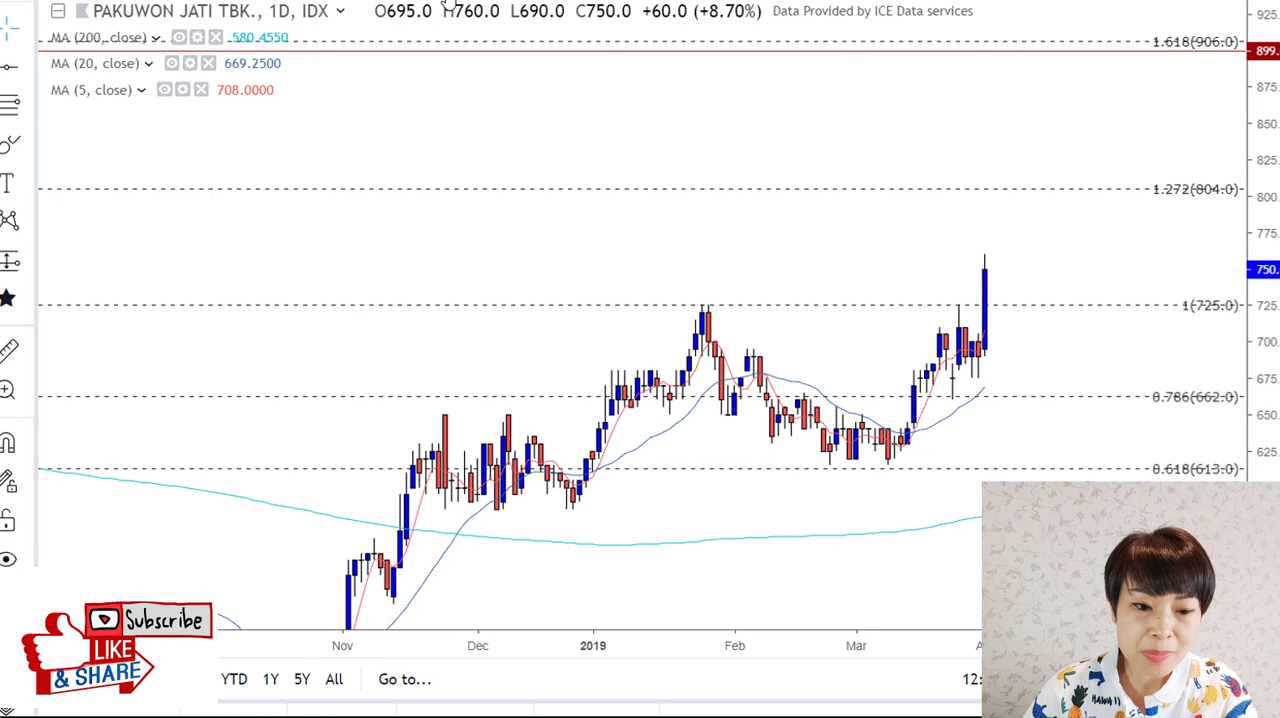 PAKUWON JATI TBK., 1D, IDX O695.0 H760.0 L690.0 C750.0 +60.0 (+8.70%) Data Provided by ICE Data services
MA (200, close) 580.4550
MA (20, close) 669.2500
MA (5, close) 708.0000
925.
1.618(906.0)
899.
875.
850.
825.
1.272(804.0)
800.
775.
750.
1(725.0)
725.
700.
675.
0.786(662.0)
650.
625.
0.618(613.0)
T
Subscribe
LIKE
& SHARE
Nov Dec 2019 Feb Mar
YTD 1Y 5Y All Go to... 12:
HAWAII